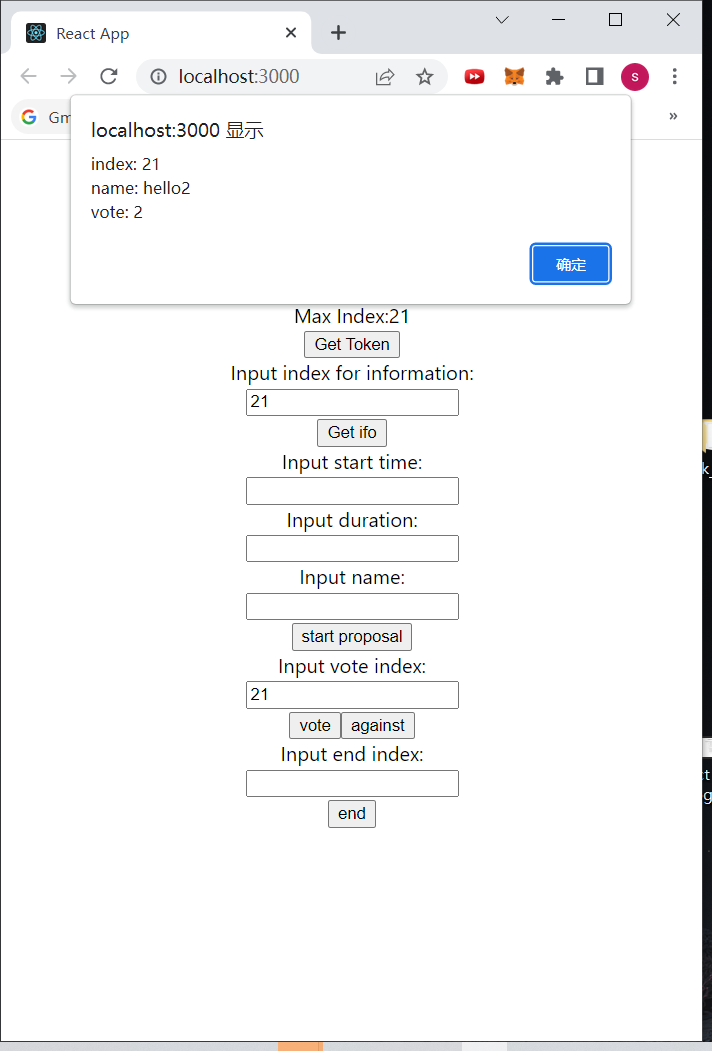 React App
localhost:3000
S
Gm
»
localhost:3000 显示
index: 21
name: hello2
vote: 2
确定
Max Index:21
Get Token
Input index for information:
21
Get ifo
Input start time:
Input duration:
Input name:
start proposal
Input vote index:
21
vote against
Input end index:
end